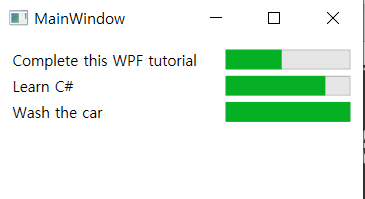 MainWindow
Complete this WPF tutorial
Learn C#
Wash the car